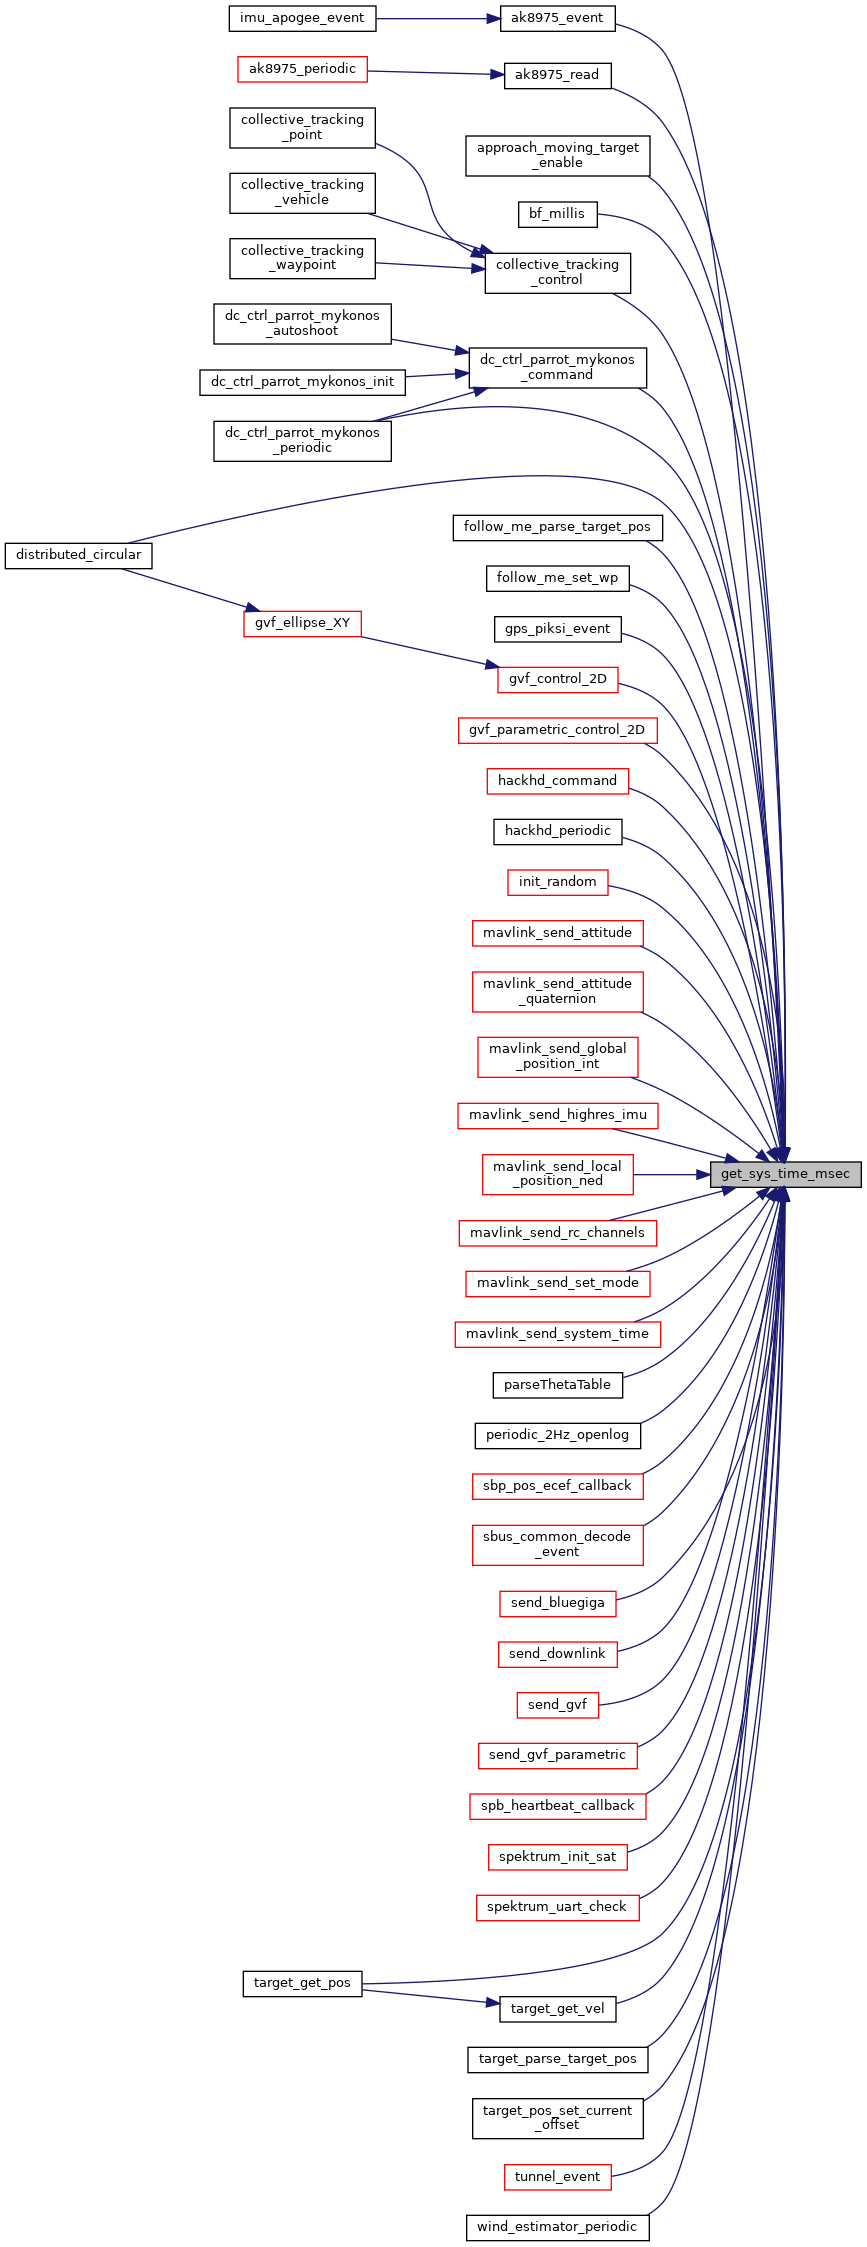 imu_apogee_event
ak8975_event
ak8975_periodic
ak8975_read
collective_tracking
_point
approach_moving_target
_enable
collective_tracking
_vehicle
bf_millis
collective_tracking
_waypoint
collective_tracking
_control
dc_ctrl_parrot_mykonos
_autoshoot
dc_ctrl_parrot_mykonos
_command
dc_ctrl_parrot_mykonos_init
dc_ctrl_parrot_mykonos
_periodic
follow_me_parse_target_pos
distributed_circular
follow_me_set_wp
gvf_ellipse_XY
gps_piksi_event
gvf_control_2D
gvf_parametric_control_2D
hackhd_command
hackhd_periodic
init_random
mavlink_send_attitude
mavlink_send_attitude
_quaternion
mavlink_send_global
_position_int
mavlink_send_highres_imu
mavlink_send_local
_position_ned
get_sys_time_msec
mavlink_send_rc_channels
mavlink_send_set_mode
mavlink_send_system_time
parseThetaTable
periodic_2Hz_openlog
sbp_pos_ecef_callback
sbus_common_decode
_event
send_bluegiga
send_downlink
send_gvf
send_gvf_parametric
spb_heartbeat_callback
spektrum_init_sat
spektrum_uart_check
target_get_pos
target_get_vel
target_parse_target_pos
target_pos_set_current
_offset
tunnel_event
wind_estimator_periodic